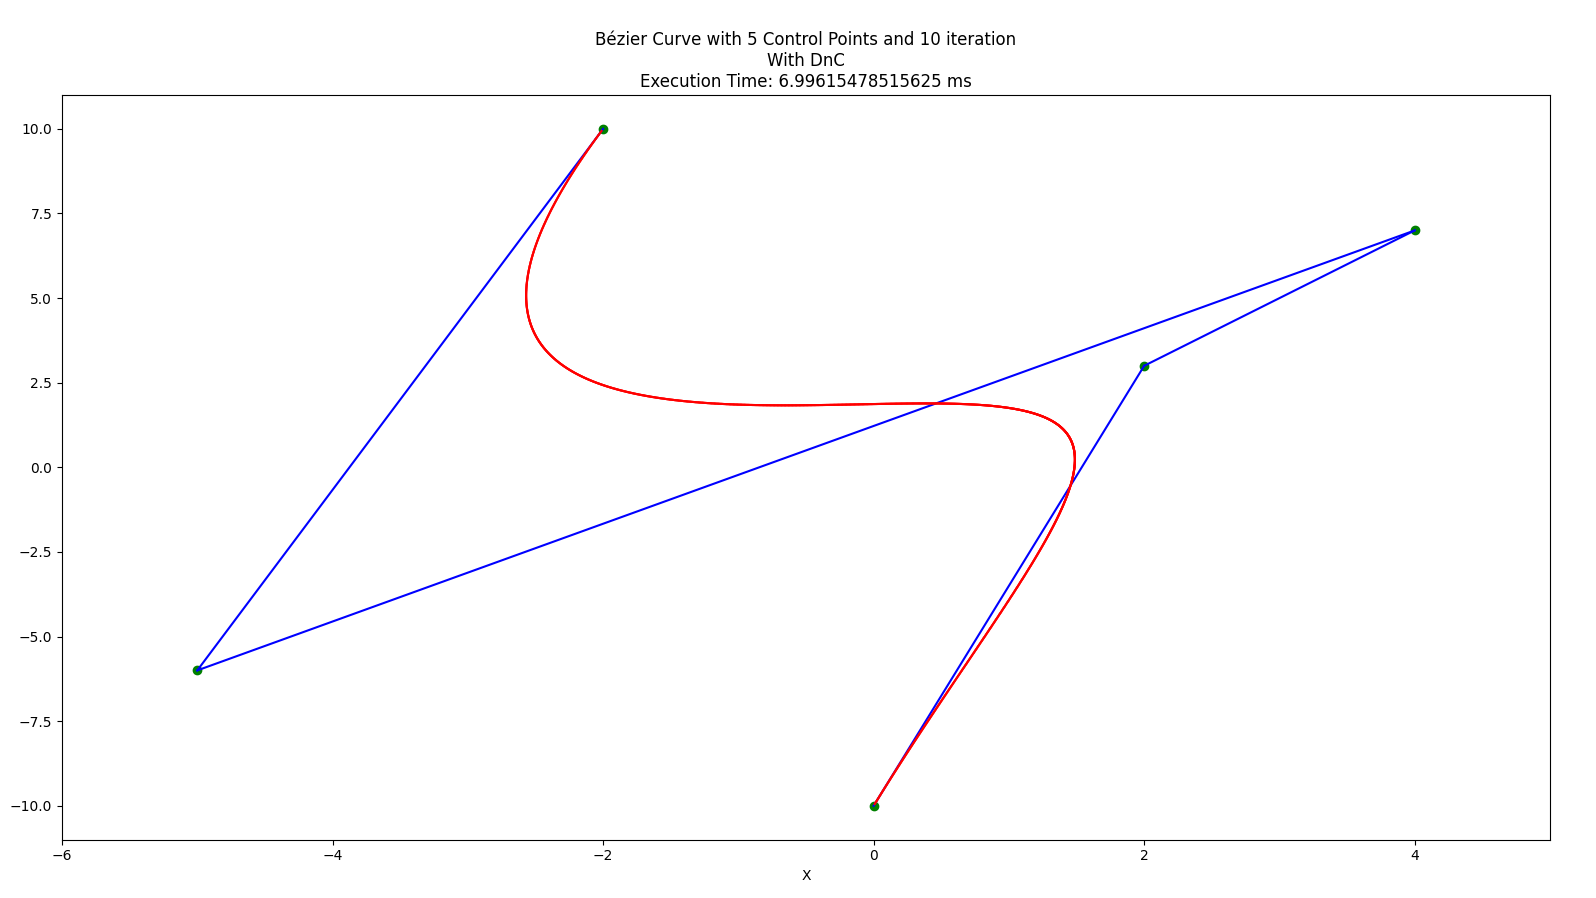 Bézier Curve with 5 Control Points and 10 iteration
With DnC
Execution Time: 6.99615478515625 ms
10.0
7.5
5.0
2.5
0.0
−2.5
−5.0
−7.5
−10.0
−6 −4 −2 0 2 4
X